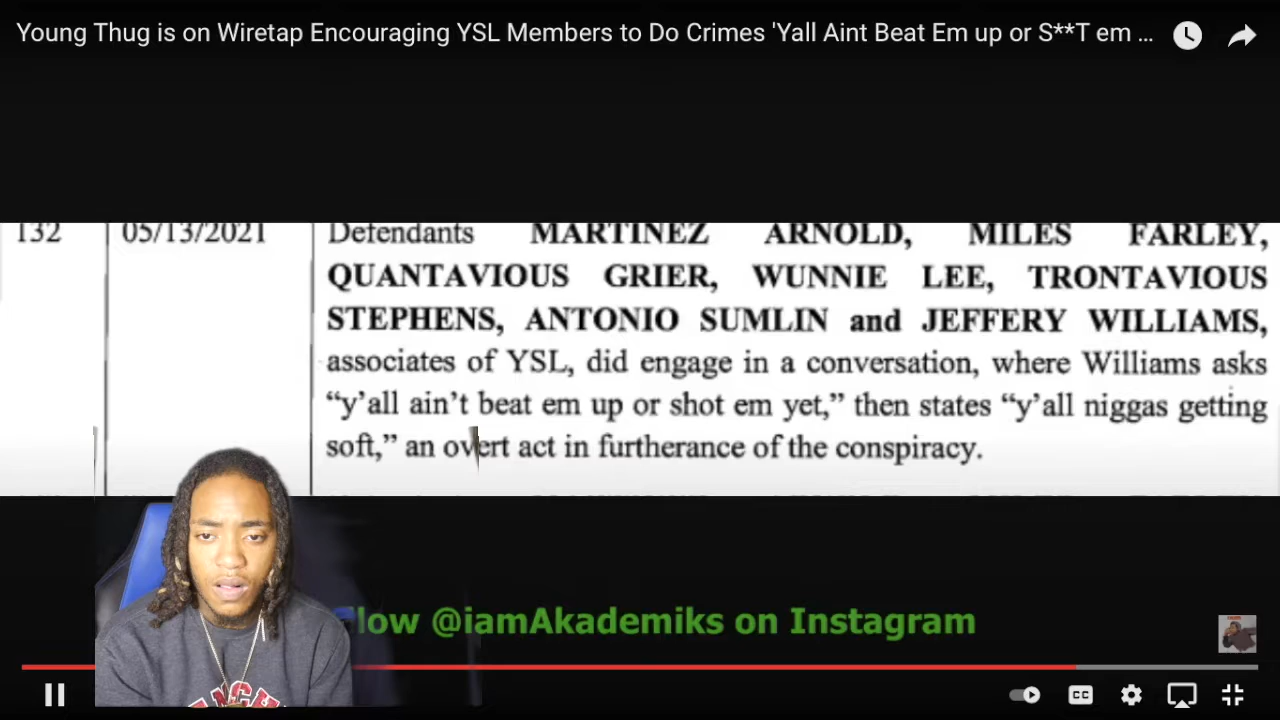 Young Thug is on Wiretap Encouraging YSL Members to Do Crimes 'Yall Aint Beat Em up or S**T em ...
132 05/13/2021 Defendants MARTINEZ ARNOLD, MILES FARLEY,
QUANTAVIOUS GRIER, WUNNIE LEE, TRONTAVIOUS
STEPHENS, ANTONIO SUMLIN and JEFFERY WILLIAMS,
associates of YSL, did engage in a conversation, where Williams asks
“y’all ain’t beat em up or shot em yet,” then states “y’all niggas getting
soft,” an overt act in furtherance of the conspiracy.
llow @iamAkademiks on Instagram
CC